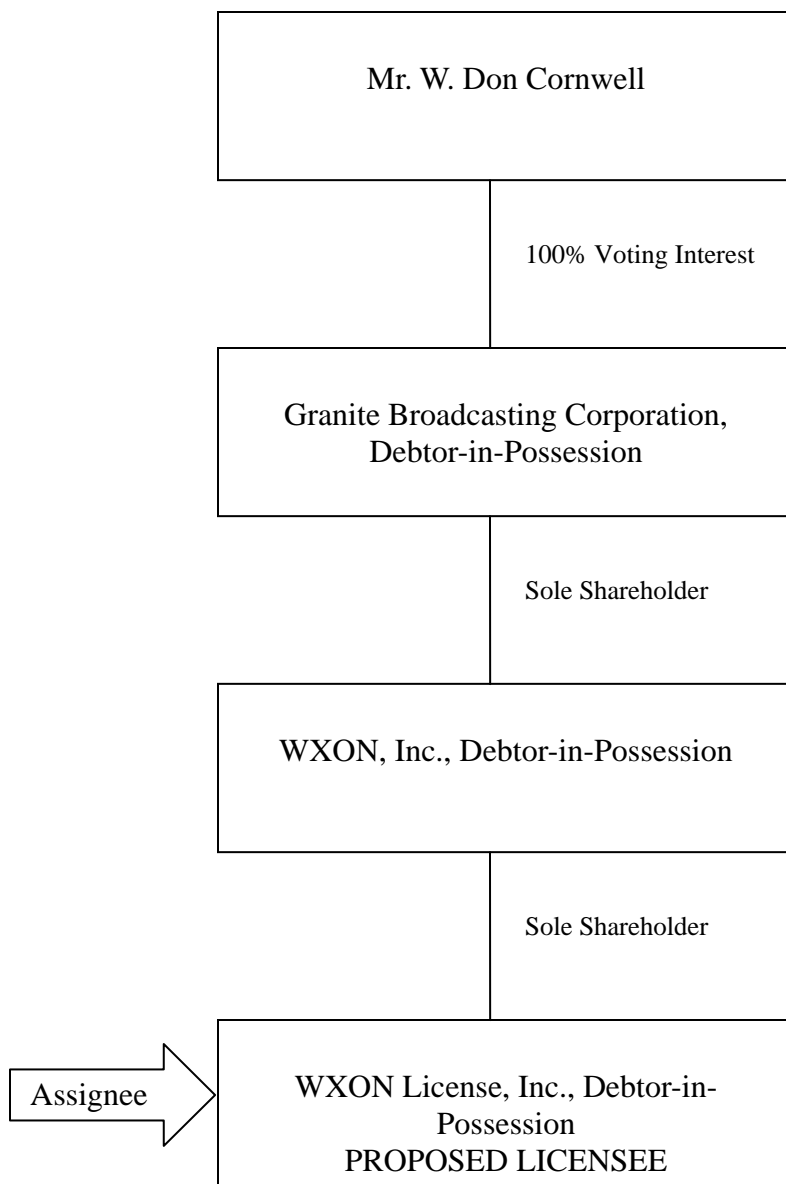 Mr. W. Don Cornwell
100% Voting Interest
Granite Broadcasting Corporation,
Debtor-in-Possession
Sole Shareholder
WXON, Inc., Debtor-in-Possession
Sole Shareholder
Assignee
WXON License, Inc., Debtor-in-
Possession
PROPOSED LICENSEE